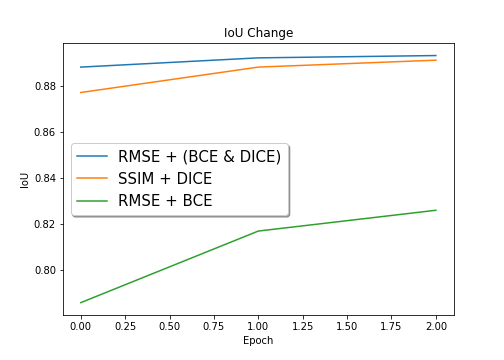 IoU Change
IoU
0.88
0.86
0.84
0.82
0.80
RMSE + (BCE & DICE)
SSIM + DICE
RMSE + BCE
0.00 0.25 0.50 0.75 1.00 1.25 1.50 1.75 2.00
Epoch